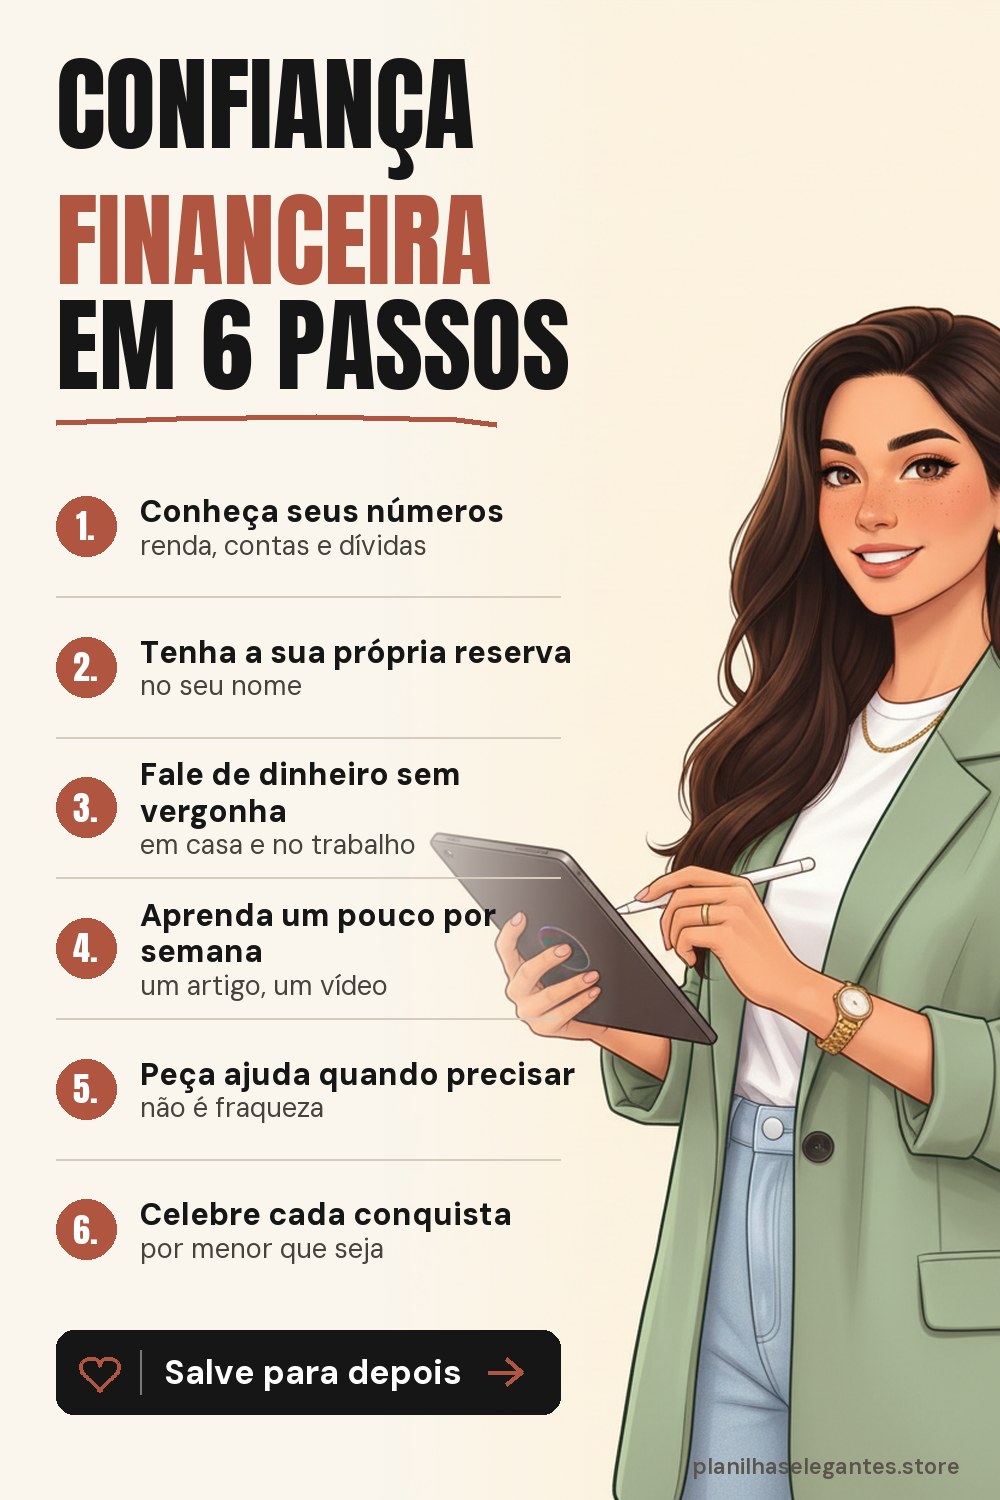 CONFIANÇA
FINANCEIRA
EM 6 PASSOS
1. Conheça seus números
renda, contas e dívidas
2. Tenha a sua própria reserva
no seu nome
3. Fale de dinheiro sem
vergonha
em casa e no trabalho
4. Aprenda um pouco por
semana
um artigo, um vídeo
5. Peça ajuda quando precisar
não é fraqueza
6. Celebre cada conquista
por menor que seja
Salve para depois
planilhaselegantes.store